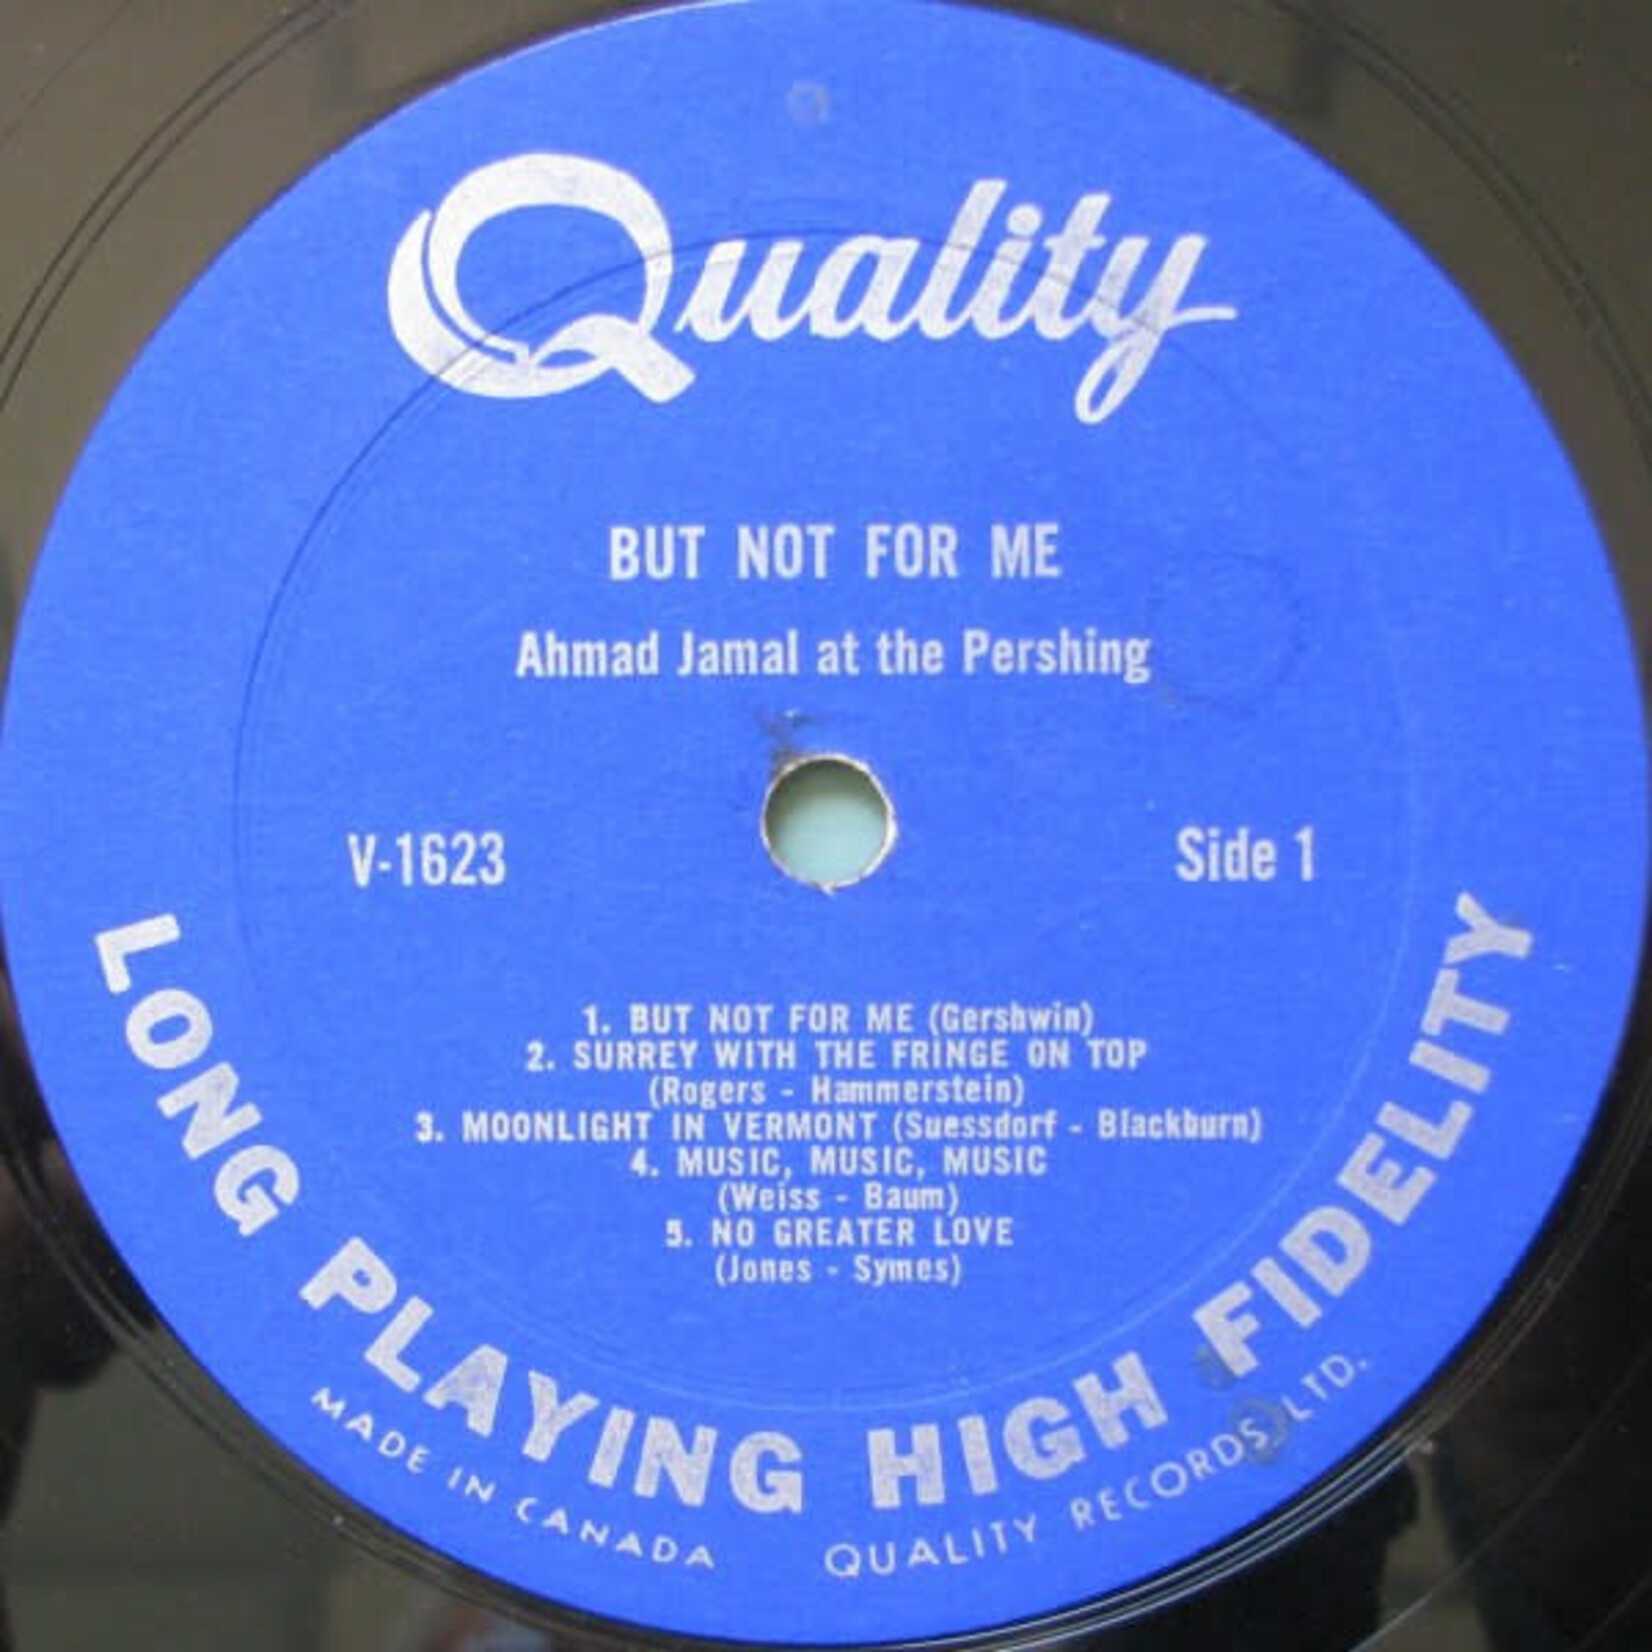 Quality
BUT NOT FOR ME
Ahmad Jamal at the Pershing
V-1623
Side 1
1. BUT NOT FOR ME (Gershwin)
2. SURREY WITH THE FRINGE ON TOP
(Rogers - Hammerstein)
3. MOONLIGHT IN VERMONT (Suessdorf - Blackburn)
4. MUSIC, MUSIC, MUSIC
(Weiss - Baum)
5. NO GREATER LOVE
(Jones - Symes)
LONG PLAYING HIGH FIDELITY
MADE IN CANADA QUALITY RECORDS LTD.